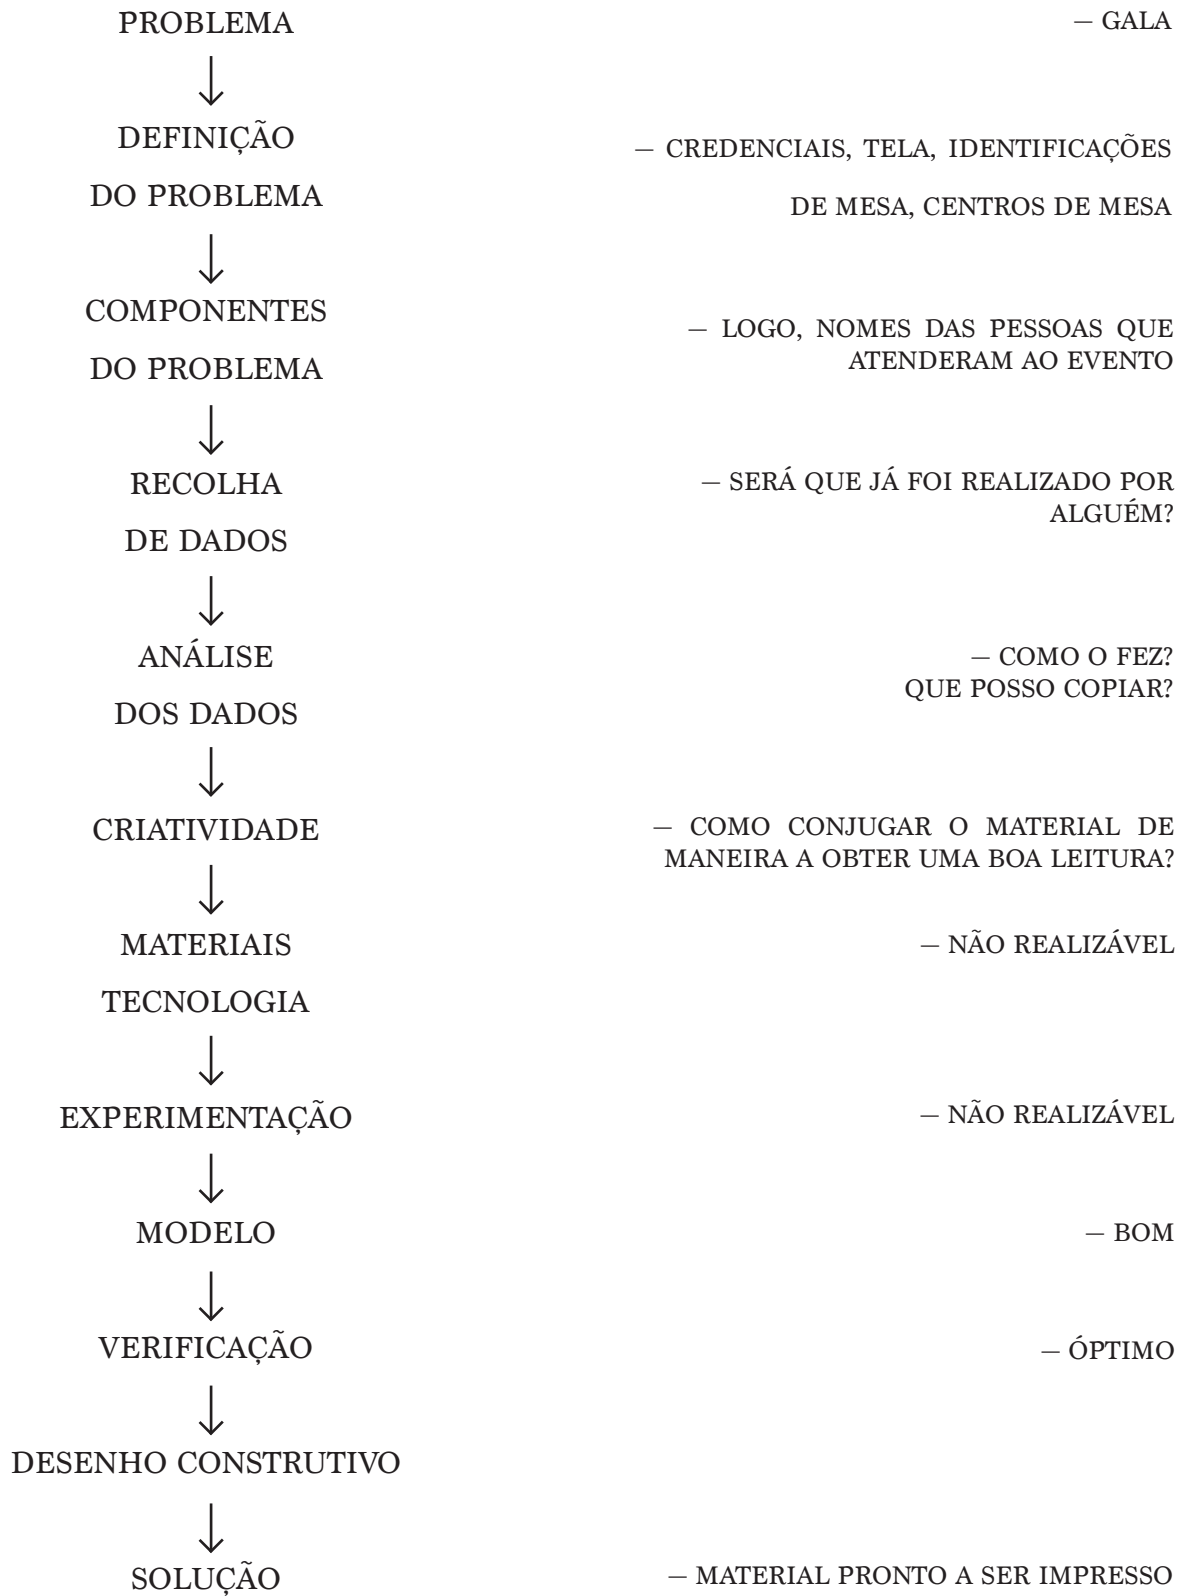 PROBLEMA
— GALA
DEFINIÇÃO
DO PROBLEMA
— CREDENCIAIS, TELA, IDENTIFICAÇÕES
DE MESA, CENTROS DE MESA
COMPONENTES
DO PROBLEMA
— LOGO, NOMES DAS PESSOAS QUE
ATENDERAM AO EVENTO
RECOLHA
DE DADOS
— SERÁ QUE JÁ FOI REALIZADO POR
ALGUÉM?
ANÁLISE
DOS DADOS
— COMO O FEZ?
QUE POSSO COPIAR?
CRIATIVIDADE
— COMO CONJUGAR O MATERIAL DE
MANEIRA A OBTER UMA BOA LEITURA?
MATERIAIS
TECNOLOGIA
— NÃO REALIZÁVEL
EXPERIMENTAÇÃO
— NÃO REALIZÁVEL
MODELO
— BOM
VERIFICAÇÃO
— ÓPTIMO
DESENHO CONSTRUTIVO
SOLUÇÃO
— MATERIAL PRONTO A SER IMPRESSO